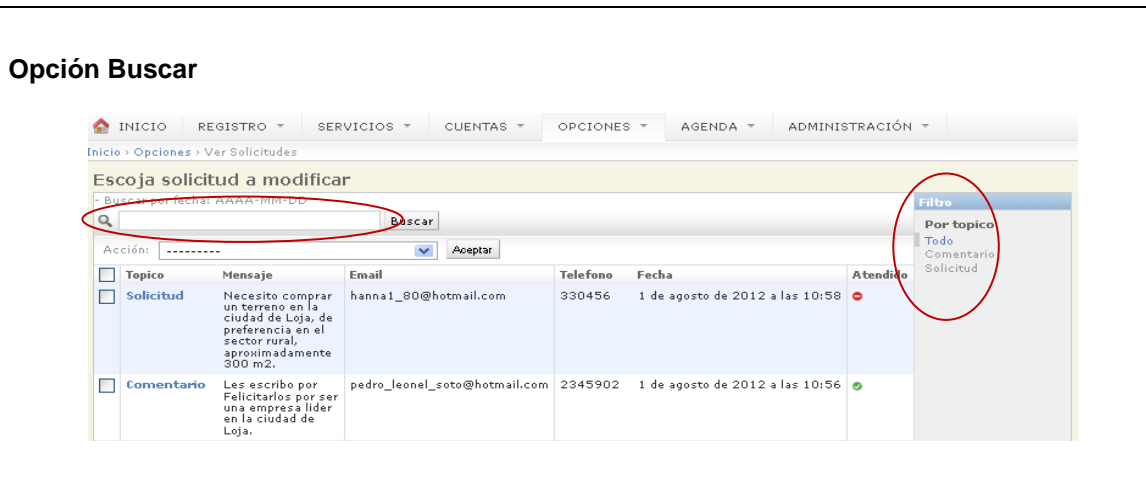 Opción Buscar
INICIO REGISTRO SERVICIOS CUENTAS OPCIONES AGENDA ADMINISTRACIÓN
Inicio › Opciones › Ver Solicitudes
Escoja solicitud a modificar
- Buscar por fecha: AAAA-MM-DD
Buscar
Acción: --------- Aceptar
Filtro
Por topico
Todo
Comentario
Solicitud
Topico Mensaje Email Telefono Fecha Atendido
Solicitud Necesito comprar hanna1_80@hotmail.com 330456 1 de agosto de 2012 a las 10:58
un terreno en la
ciudad de Loja, de
preferencia en el
sector rural,
aproximadamente
300 m2.
Comentario Les escribo por pedro_leonel_soto@hotmail.com 2345902 1 de agosto de 2012 a las 10:56
Felicitarlos por ser
una empresa lider
en la ciudad de
Loja.